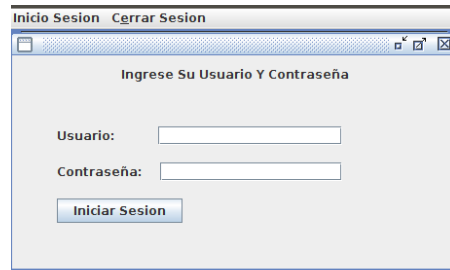 Inicio Sesion Cerrar Sesion
Ingrese Su Usuario Y Contraseña
Usuario:
Contraseña:
Iniciar Sesion